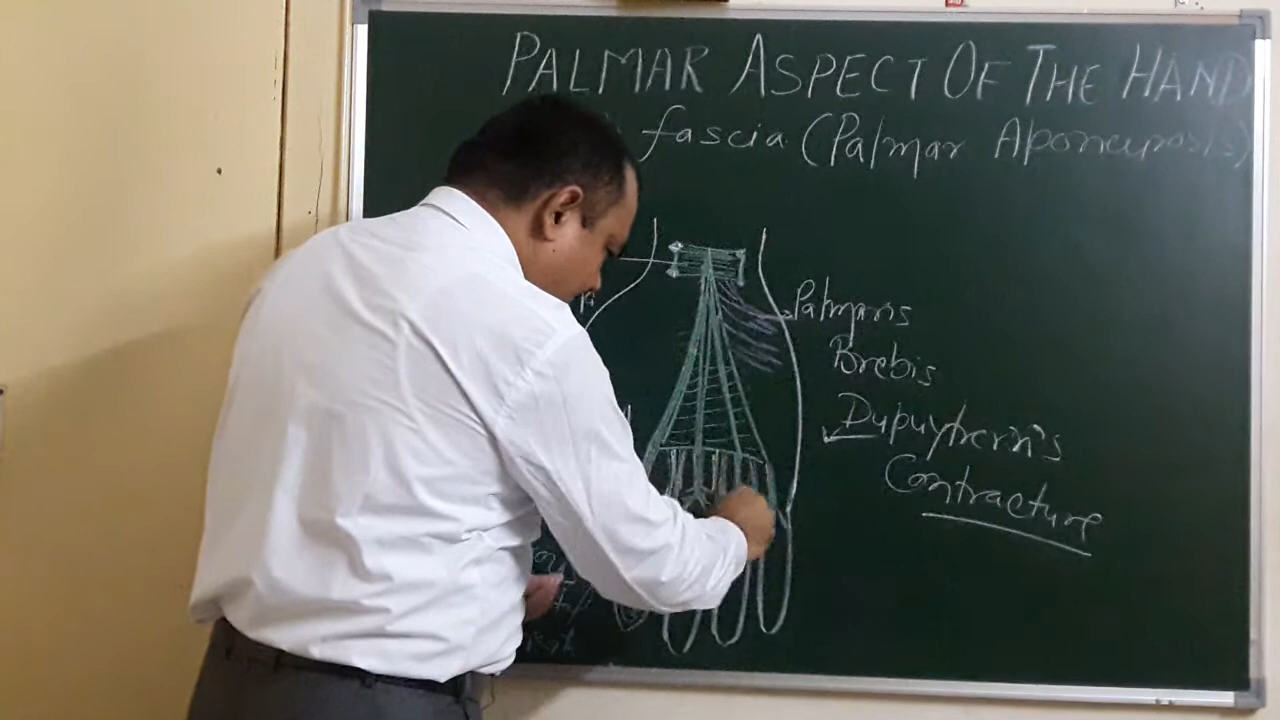 PALMAR ASPECT OF THE HAND
fascia (Palmar Aponeurosis)
Palmaris
Brebis
Dupuytren's
Contracture